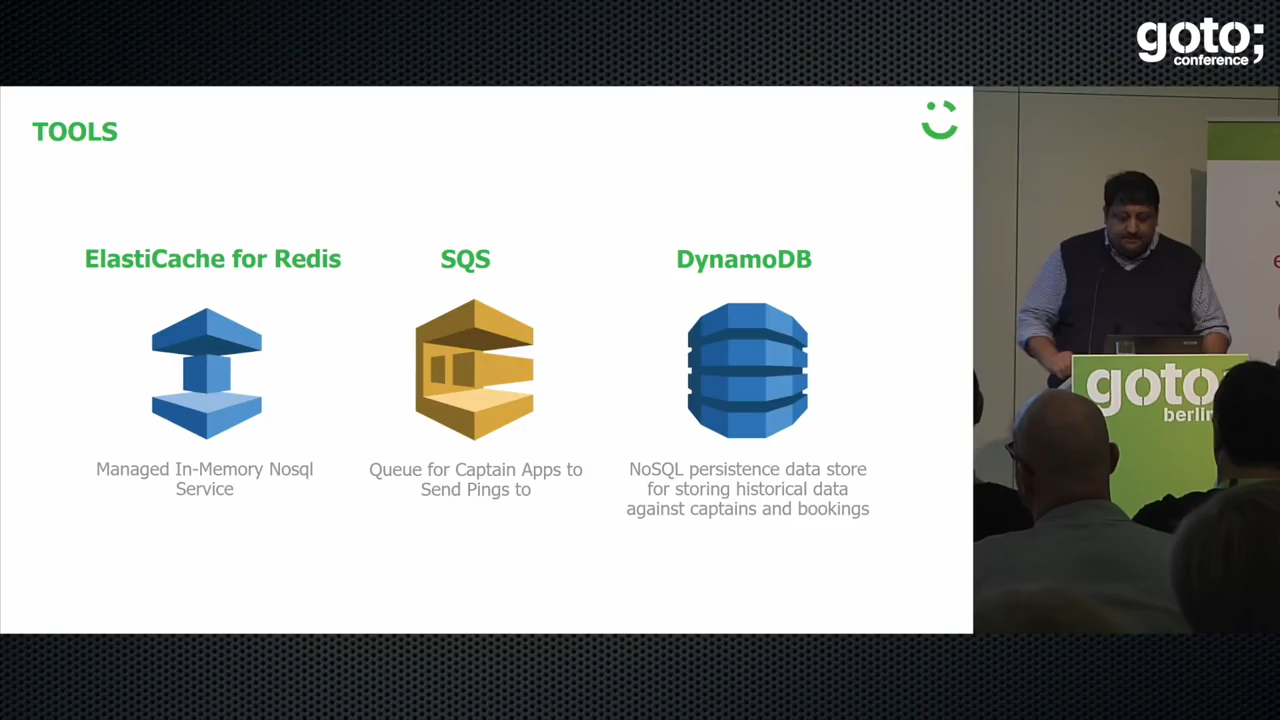 goto;
conference
TOOLS
ElastiCache for Redis
SQS
DynamoDB
Managed In-Memory Nosql
Service
Queue for Captain Apps to
Send Pings to
NoSQL persistence data store
for storing historical data
against captains and bookings
goto;
berlin